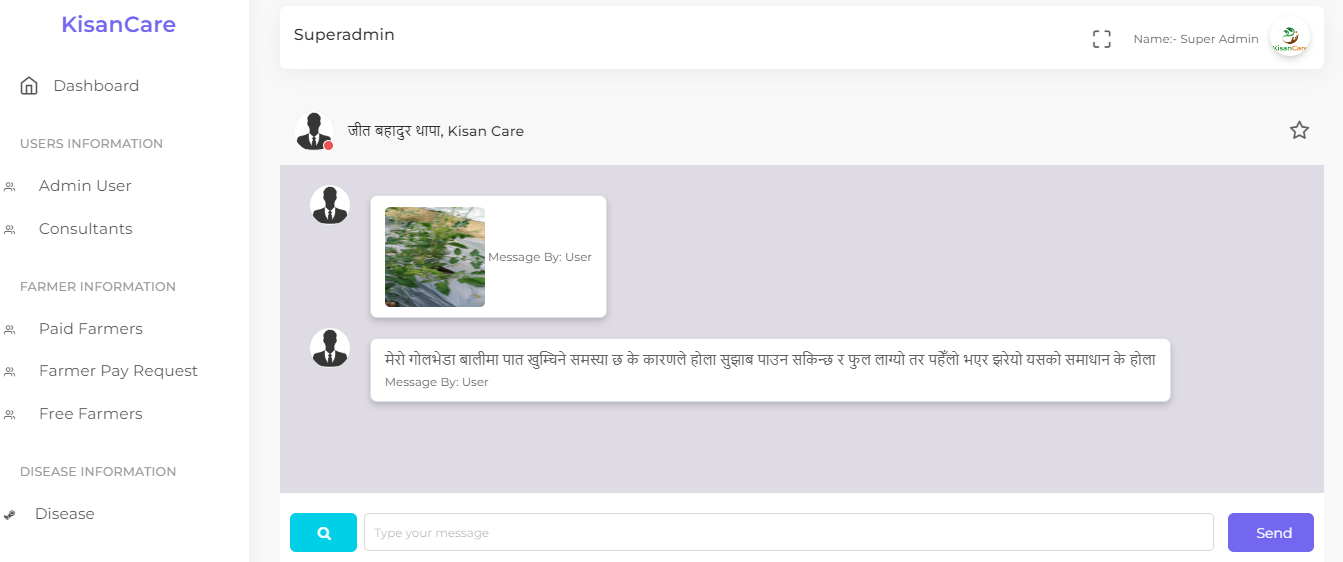 KisanCare
Superadmin
Name:- Super Admin
KisanCare
Dashboard
USERS INFORMATION
Admin User
Consultants
FARMER INFORMATION
Paid Farmers
Farmer Pay Request
Free Farmers
DISEASE INFORMATION
Disease
जीत बहादुर थापा, Kisan Care
Message By: User
मेरो गोलभेडा बालीमा पात खुम्चिने समस्या छ के कारणले होला सुझाब पाउन सकिन्छ र फुल लाग्यो तर पहेँलो भएर झरेयो यसको समाधान के होला
Message By: User
Type your message
Send